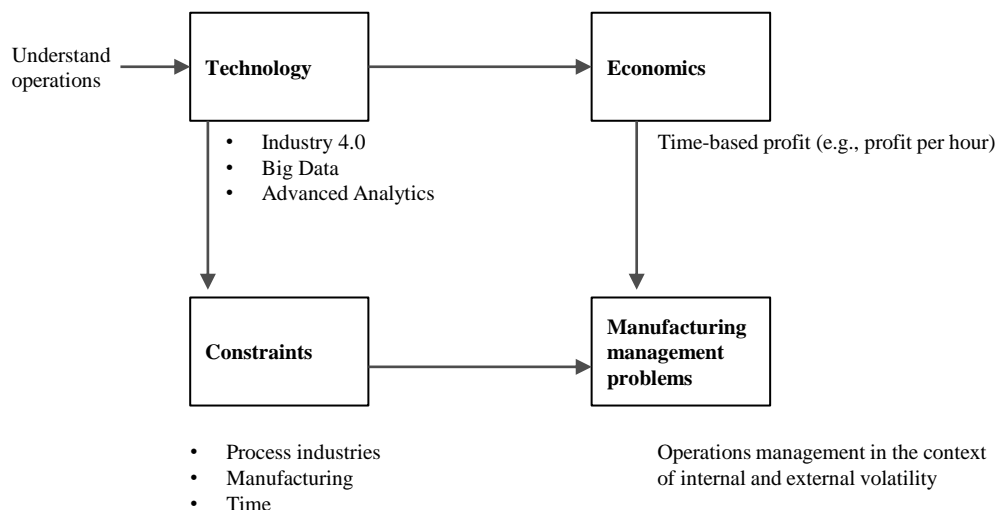 Understand
operations
Technology
Economics
• Industry 4.0
• Big Data
• Advanced Analytics
Time-based profit (e.g., profit per hour)
Constraints
Manufacturing
management
problems
• Process industries
• Manufacturing
• Time
Operations management in the context
of internal and external volatility